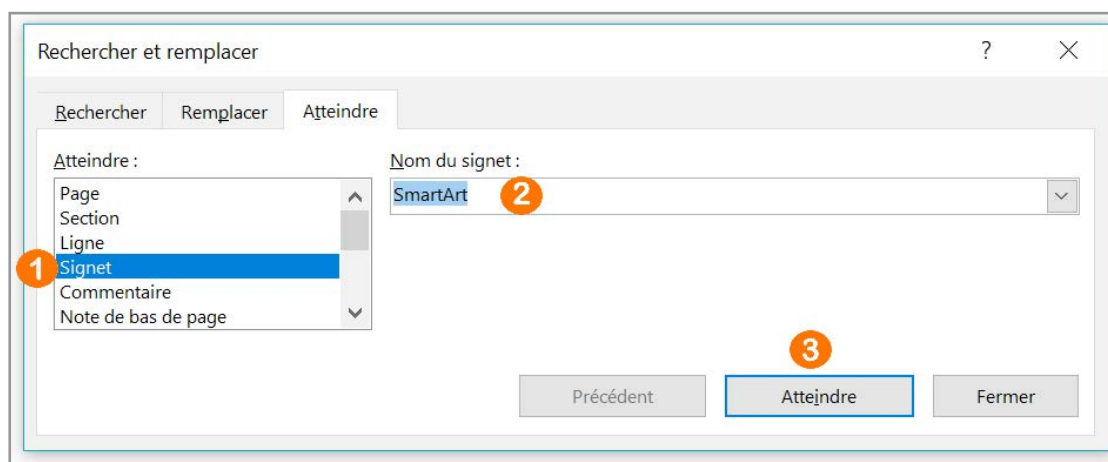 Rechercher et remplacer ?
Rechercher Remplacer Atteindre
Atteindre :
Page
Section
Ligne
1 Signet
Commentaire
Note de bas de page
Nom du signet :
SmartArt 2
3
Précédent Atteindre Fermer